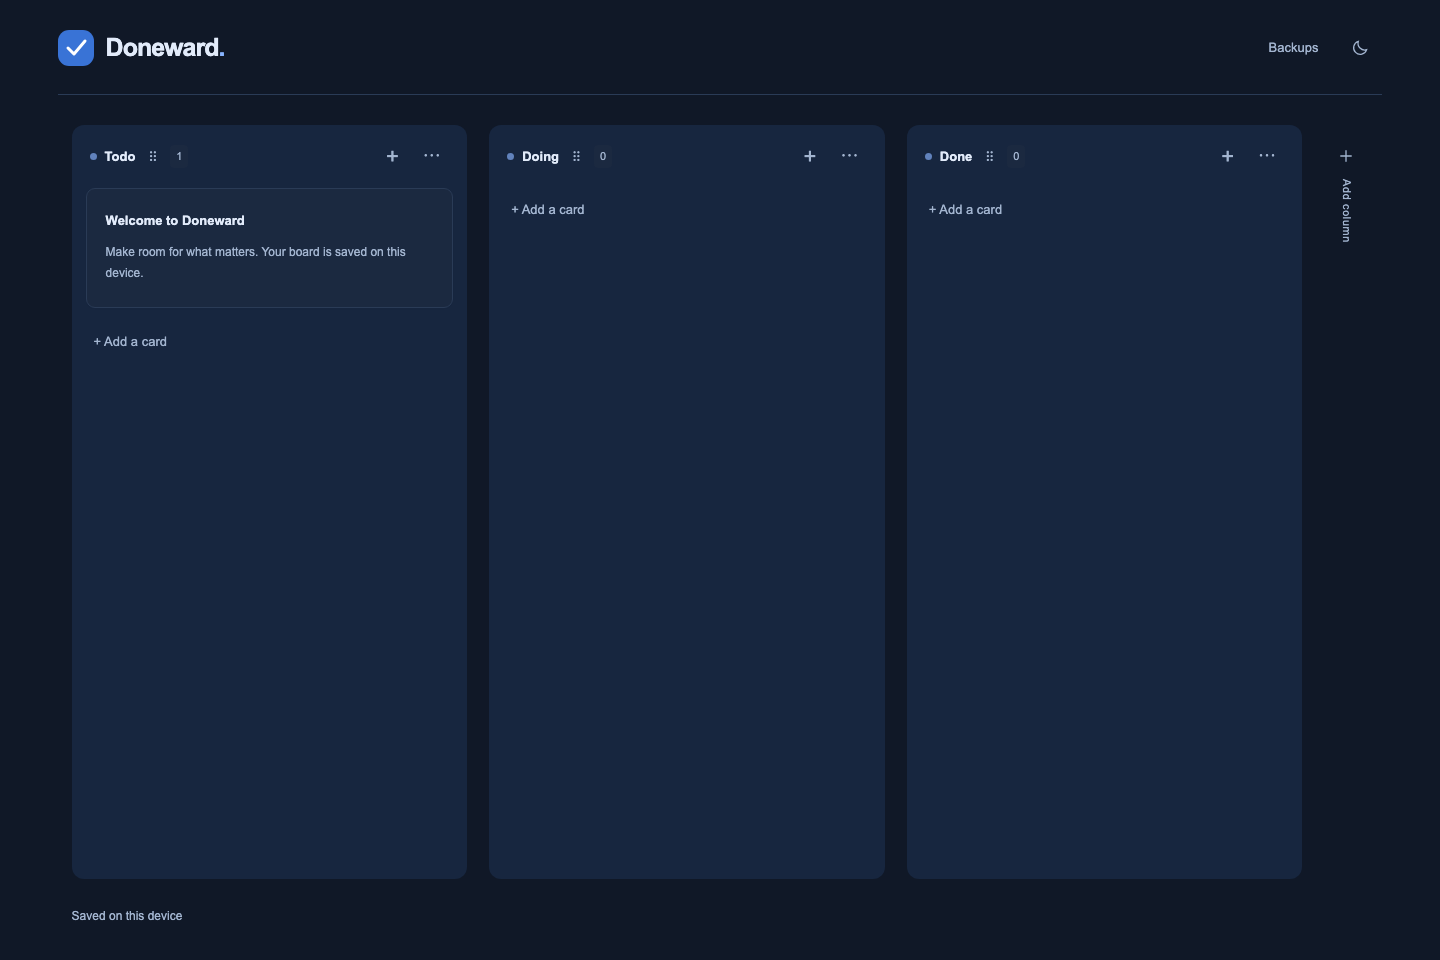 Doneward.
Backups
Todo
1
Welcome to Doneward
Make room for what matters. Your board is saved on this
device.
+ Add a card
Doing
0
+ Add a card
Done
0
+ Add a card
Add column
Saved on this device